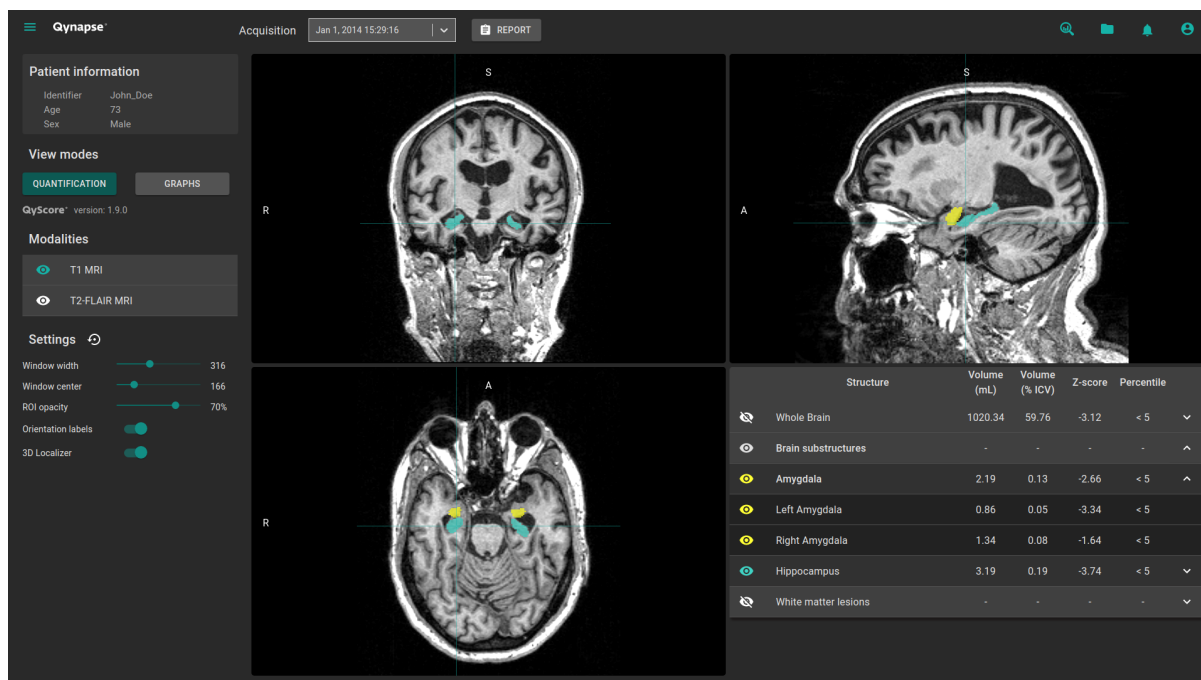 Qynapse
Acquisition
Jan 1, 2014 15:29:16
REPORT
Patient information
Identifier John_Doe
Age 73
Sex Male
View modes
QUANTIFICATION GRAPHS
QyScore® version: 1.9.0
Modalities
T1 MRI
T2-FLAIR MRI
Settings
Window width 316
Window center 166
ROI opacity 70%
Orientation labels
3D Localizer
S
R
S
A
A
R
Structure Volume (mL) Volume (% ICV) Z-score Percentile
Whole Brain 1020.34 59.76 -3.12 < 5
Brain substructures - - - -
Amygdala 2.19 0.13 -2.66 < 5
Left Amygdala 0.86 0.05 -3.34 < 5
Right Amygdala 1.34 0.08 -1.64 < 5
Hippocampus 3.19 0.19 -3.74 < 5
White matter lesions - - - -